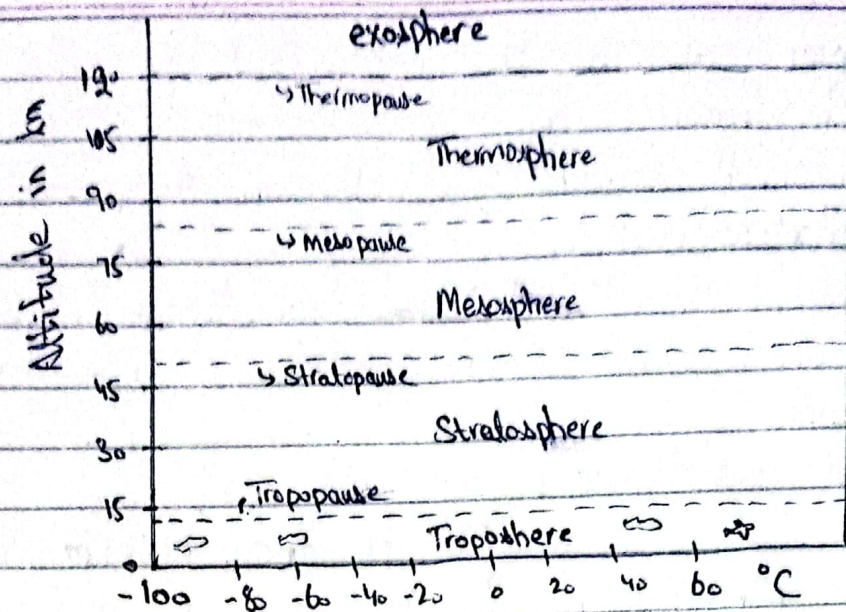 exosphere
120
↳ Thermopause
105
Thermosphere
90
↳ Mesopause
75
Mesosphere
60
↳ Stratopause
45
Stratosphere
30
Tropopause
15
Troposhere
0
-100 -80 -60 -40 -20 0 20 40 60 °C
Altitude in km